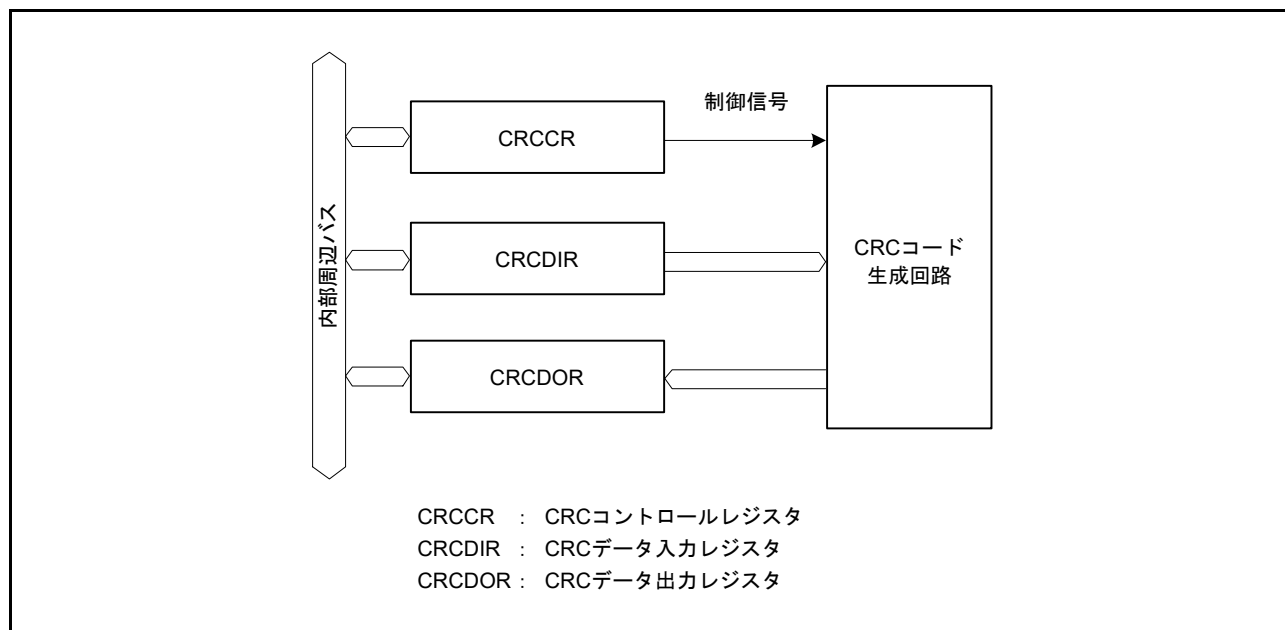 内部周辺バス
CRCCR
制御信号
CRCDIR
CRCDOR
CRCコード
生成回路
CRCCR : CRCコントロールレジスタ
CRCDIR : CRCデータ入力レジスタ
CRCDOR : CRCデータ出力レジスタ